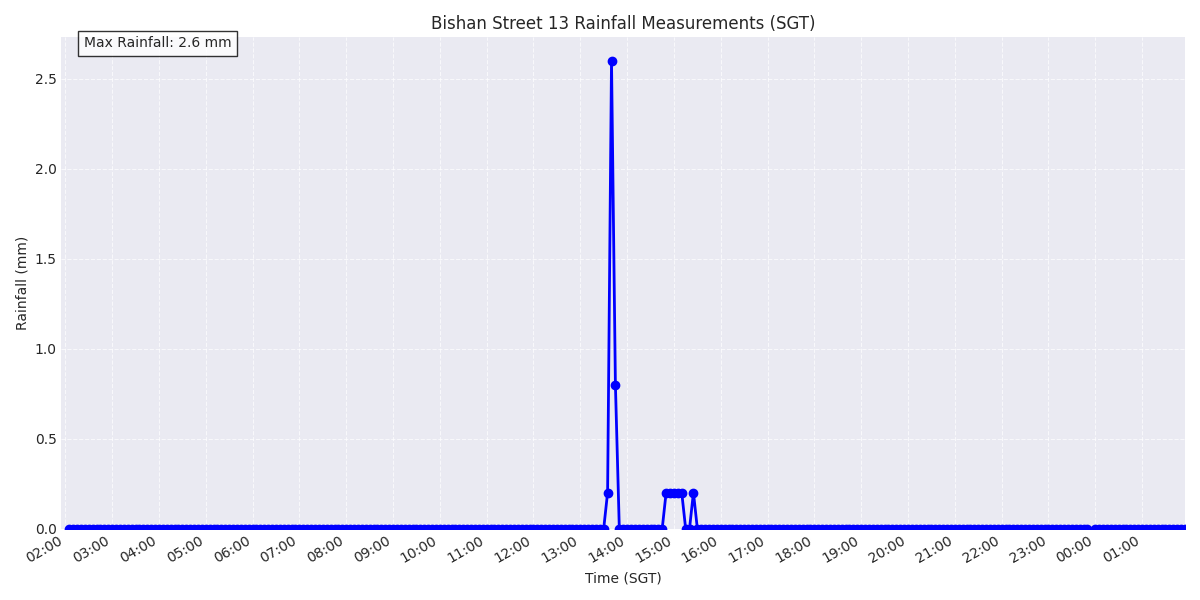 Bishan Street 13 Rainfall Measurements (SGT)
Max Rainfall: 2.6 mm
2.5
2.0
1.5
1.0
0.5
0.0
Rainfall (mm)
02:00 03:00 04:00 05:00 06:00 07:00 08:00 09:00 10:00 11:00 12:00 13:00 14:00 15:00 16:00 17:00 18:00 19:00 20:00 21:00 22:00 23:00 00:00 01:00
Time (SGT)